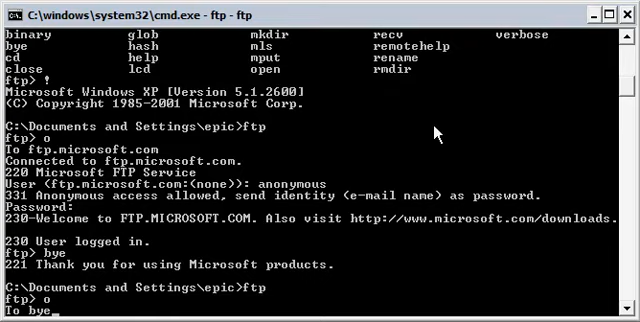 C:\windows\system32\cmd.exe - ftp - ftp
binary glob mkdir recv verbose
bye hash mls remotehelp
cd help mput rename
close lcd open rmdir
ftp> !
Microsoft Windows XP [Version 5.1.2600]
(C) Copyright 1985-2001 Microsoft Corp.
C:\Documents and Settings\epic>ftp
ftp> o
To ftp.microsoft.com
Connected to ftp.microsoft.com.
220 Microsoft FTP Service
User (ftp.microsoft.com:(none)): anonymous
331 Anonymous access allowed, send identity (e-mail name) as password.
Password:
230-Welcome to FTP.MICROSOFT.COM. Also visit http://www.microsoft.com/downloads.
230 User logged in.
ftp> bye
221 Thank you for using Microsoft products.
C:\Documents and Settings\epic>ftp
ftp> o
To bye_